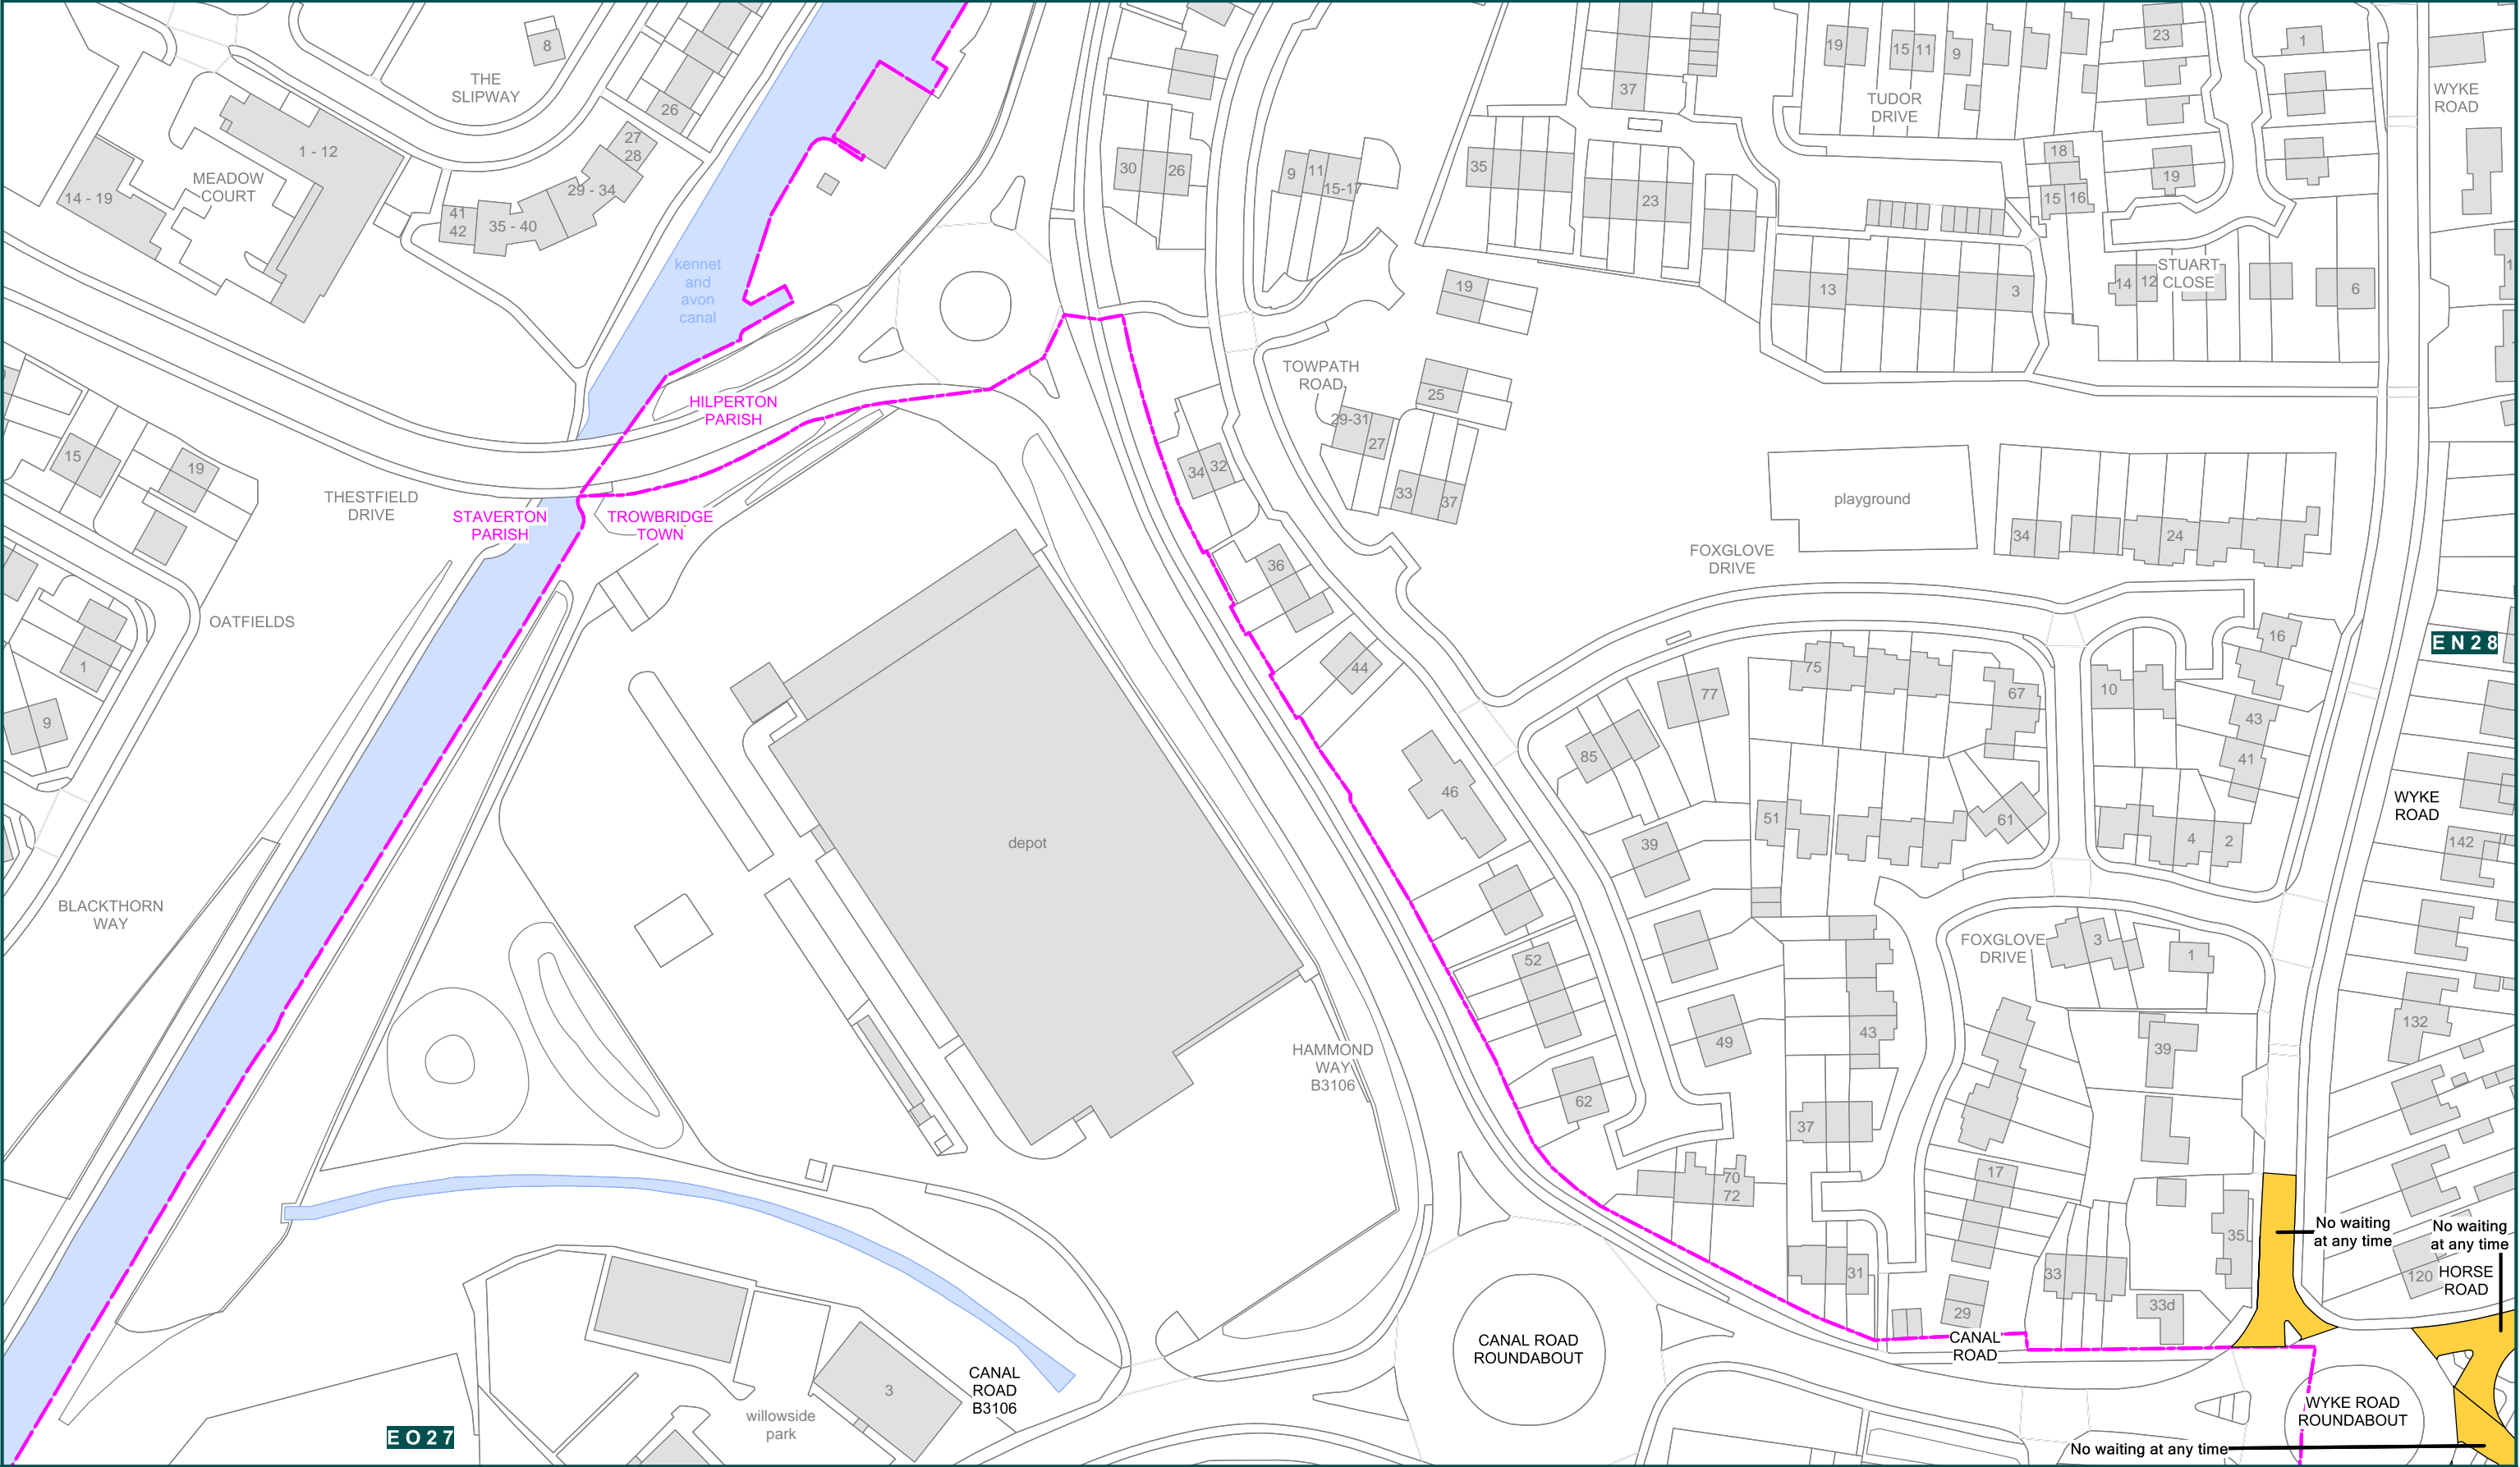 8
THE
SLIPWAY
26
27
28
1 - 12
MEADOW
COURT
14 - 19
29 - 34
41
42
35 - 40
kennet
and
avon
canal
30
26
9
11
15-17
37
35
23
19
15
11
9
TUDOR
DRIVE
23
1
WYKE
ROAD
18
19
15
16
13
3
14
12
STUART
CLOSE
6
19
TOWPATH
ROAD
25
29-31
27
33
37
HILPERTON
PARISH
34
32
15
19
THESTFIELD
DRIVE
STAVERTON
PARISH
TROWBRIDGE
TOWN
playground
34
24
FOXGLOVE
DRIVE
36
44
OATFIELDS
1
9
16
EN28
77
75
67
10
43
85
41
46
51
61
39
4
2
WYKE
ROAD
142
depot
BLACKTHORN
WAY
52
FOXGLOVE
DRIVE
3
1
49
43
39
132
HAMMOND
WAY
B3106
62
37
70
72
17
35
No waiting
at any time
No waiting
at any time
120
HORSE
ROAD
31
33
29
33d
CANAL
ROAD
CANAL ROAD
ROUNDABOUT
3
CANAL
ROAD
B3106
willowside
park
EO27
WYKE ROAD
ROUNDABOUT
No waiting at any time